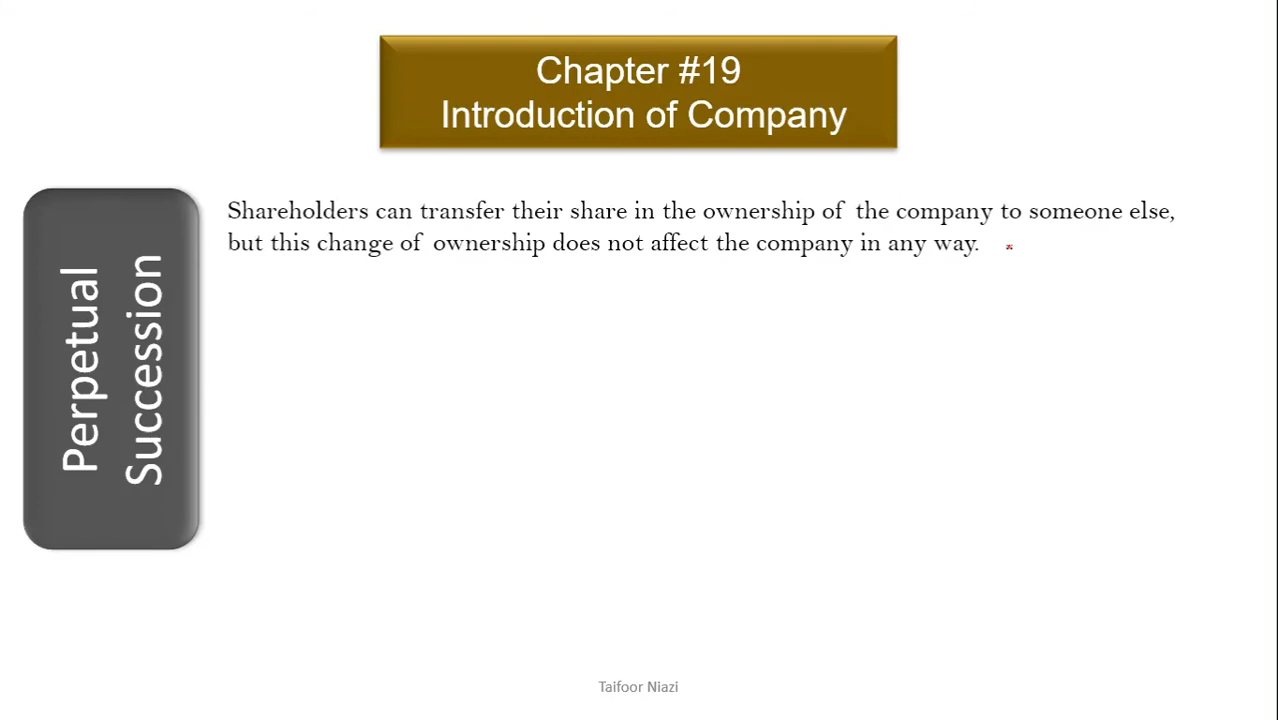 Chapter #19
Introduction of Company
Perpetual
Succession
Shareholders can transfer their share in the ownership of the company to someone else,
but this change of ownership does not affect the company in any way.
Taifoor Niazi